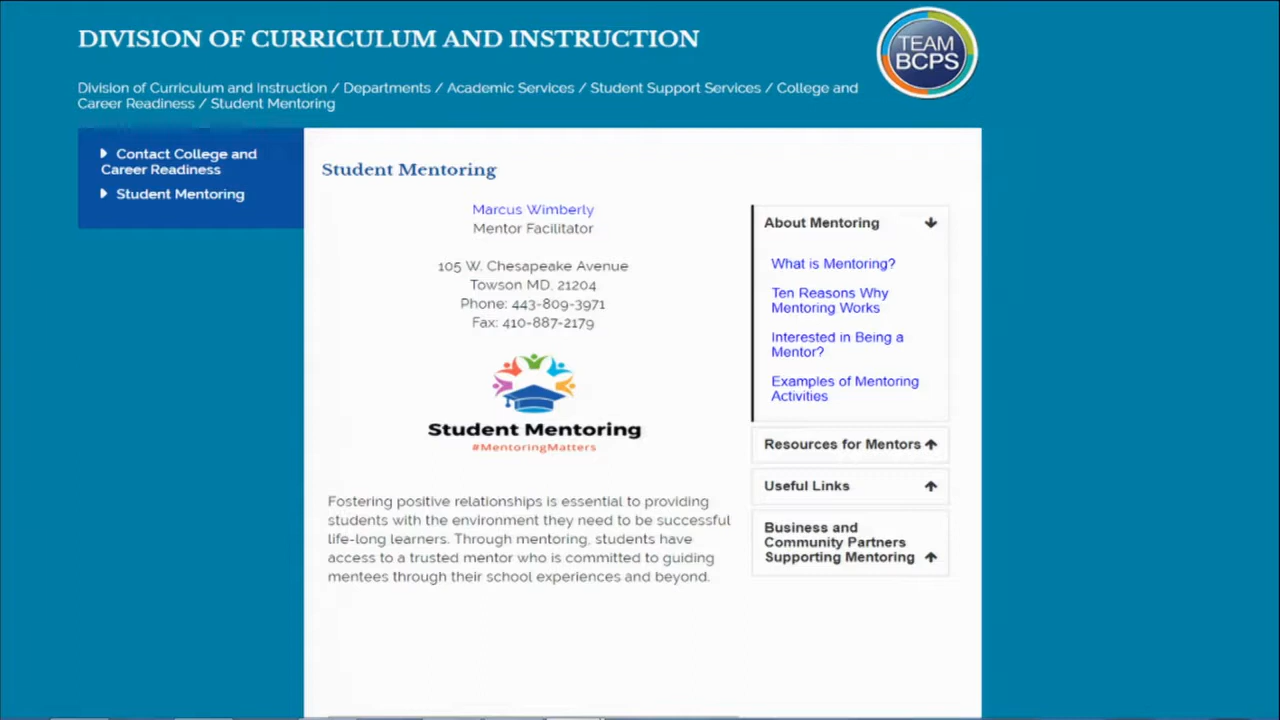 DIVISION OF CURRICULUM AND INSTRUCTION
TEAM
BCPS
Division of Curriculum and Instruction / Departments / Academic Services / Student Support Services / College and
Career Readiness / Student Mentoring
Contact College and
Career Readiness
Student Mentoring
Student Mentoring
Marcus Wimberly
Mentor Facilitator
105 W. Chesapeake Avenue
Towson MD, 21204
Phone: 443-809-3971
Fax: 410-887-2179
Student Mentoring
#MentoringMatters
Fostering positive relationships is essential to providing
students with the environment they need to be successful
life-long learners. Through mentoring, students have
access to a trusted mentor who is committed to guiding
mentees through their school experiences and beyond.
About Mentoring
What is Mentoring?
Ten Reasons Why
Mentoring Works
Interested in Being a
Mentor?
Examples of Mentoring
Activities
Resources for Mentors
Useful Links
Business and
Community Partners
Supporting Mentoring